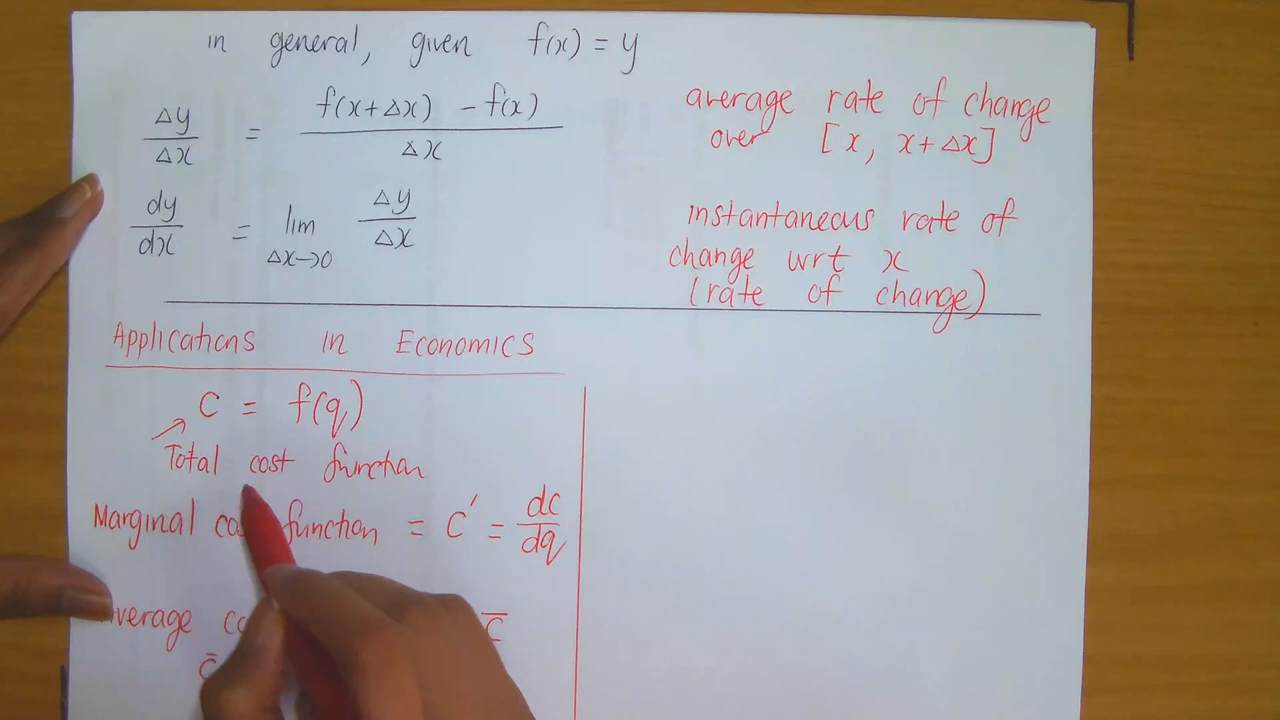 in general, given f(x) = y
Δy/Δx = f(x+Δx) - f(x)/Δx
average rate of change
over [x, x+Δx]
dy/dx = lim Δx→0 Δy/Δx
instantaneous rate of
change wrt x
(rate of change)
Applications in Economics
C = f(q)
Total cost function
Marginal function = C' = dc/dq
C̅
C̅